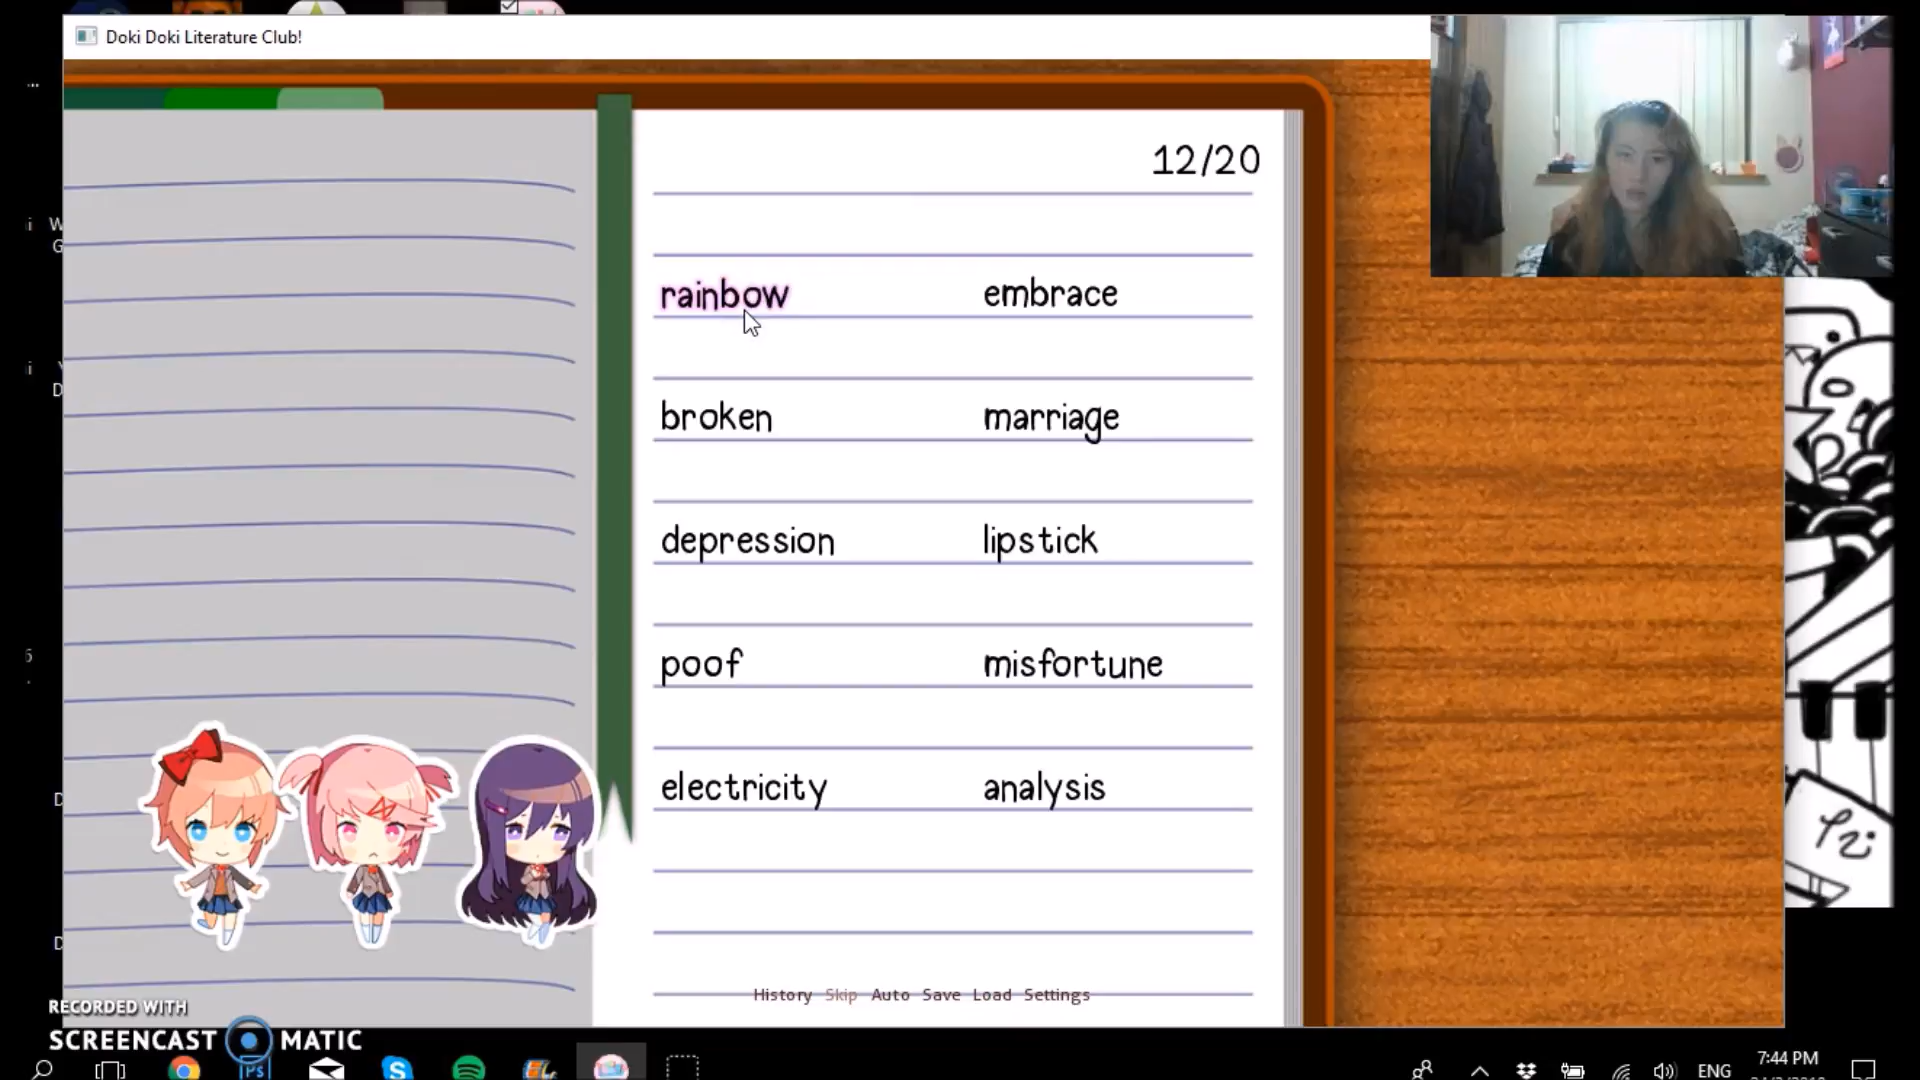 Doki Doki Literature Club!
12/20
rainbow embrace
broken marriage
depression lipstick
poof misfortune
electricity analysis
History Skip Auto Save Load Settings
RECORDED WITH
SCREENCAST MATIC
ENG
7:44 PM